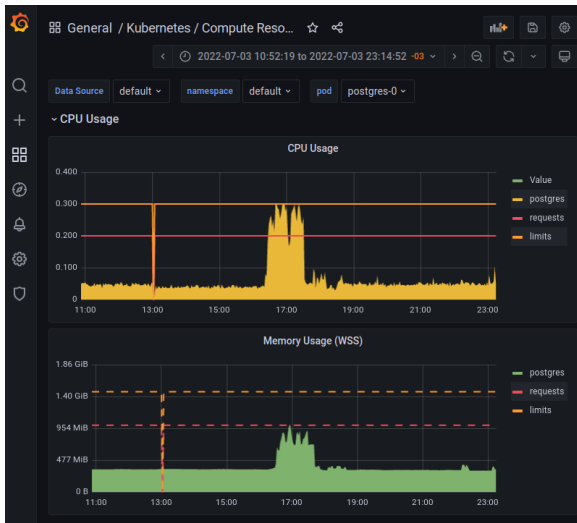 General / Kubernetes / Compute Reso...
2022-07-03 10:52:19 to 2022-07-03 23:14:52 -03
Data Source default namespace default pod postgres-0
CPU Usage
CPU Usage
0.400
0.300
0.200
0.100
0
11:00 13:00 15:00 17:00 19:00 21:00 23:00
Value
postgres
requests
limits
Memory Usage (WSS)
1.86 GiB
1.40 GiB
954 MiB
477 MiB
0 B
11:00 13:00 15:00 17:00 19:00 21:00 23:00
postgres
requests
limits